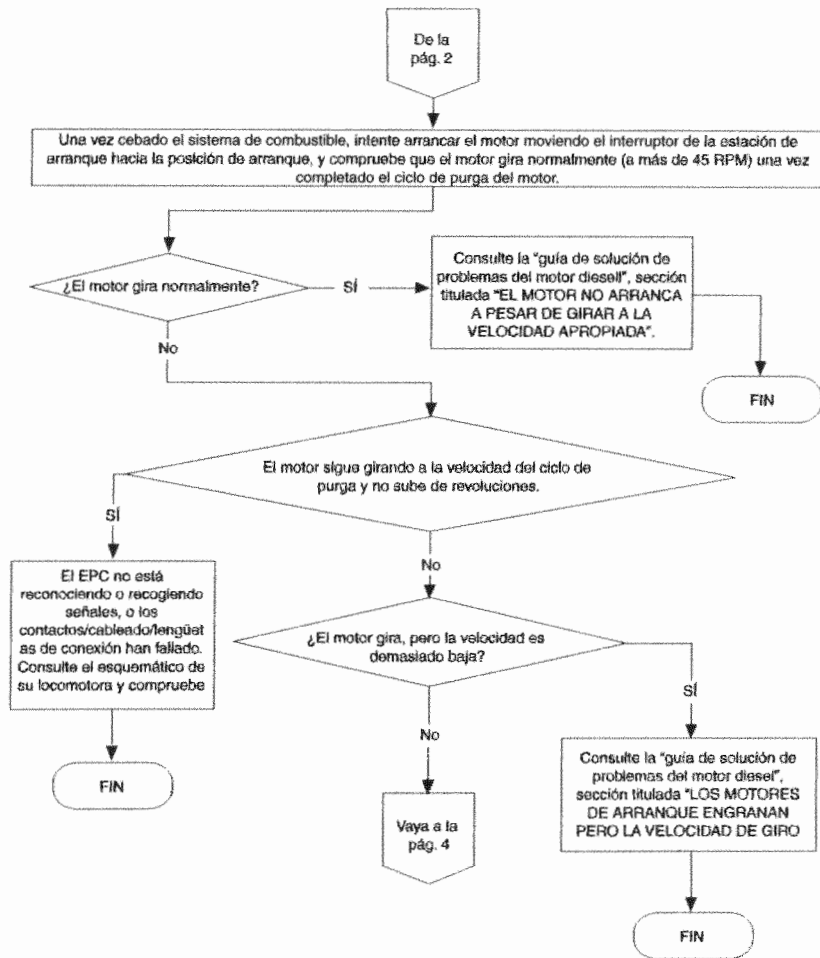 De la
pág. 2
Una vez cebado el sistema de combustible, intente arrancar el motor moviendo el interruptor de la estación de
arranque hacia la posición de arranque, y compruebe que el motor gira normalmente (a más de 45 RPM) una vez
completado el ciclo de purga del motor.
¿El motor gira normalmente?
SÍ
Consulte la "guía de solución de
problemas del motor diesell", sección
titulada "EL MOTOR NO ARRANCA
A PESAR DE GIRAR A LA
VELOCIDAD APROPIADA".
No
FIN
El motor sigue girando a la velocidad del ciclo de
purga y no sube de revoluciones.
SÍ
No
El EPC no está
reconociendo o recogiendo
señales, o los
contactos/cableado/lengüet
as de conexión han fallado.
Consulte el esquemático de
su locomotora y compruebe
¿El motor gira, pero la velocidad es
demasiado baja?
SÍ
No
FIN
Consulte la "guía de solución de
problemas del motor diesel",
sección titulada "LOS MOTORES
DE ARRANQUE ENGRANAN
PERO LA VELOCIDAD DE GIRO
Vaya a la
pág. 4
FIN